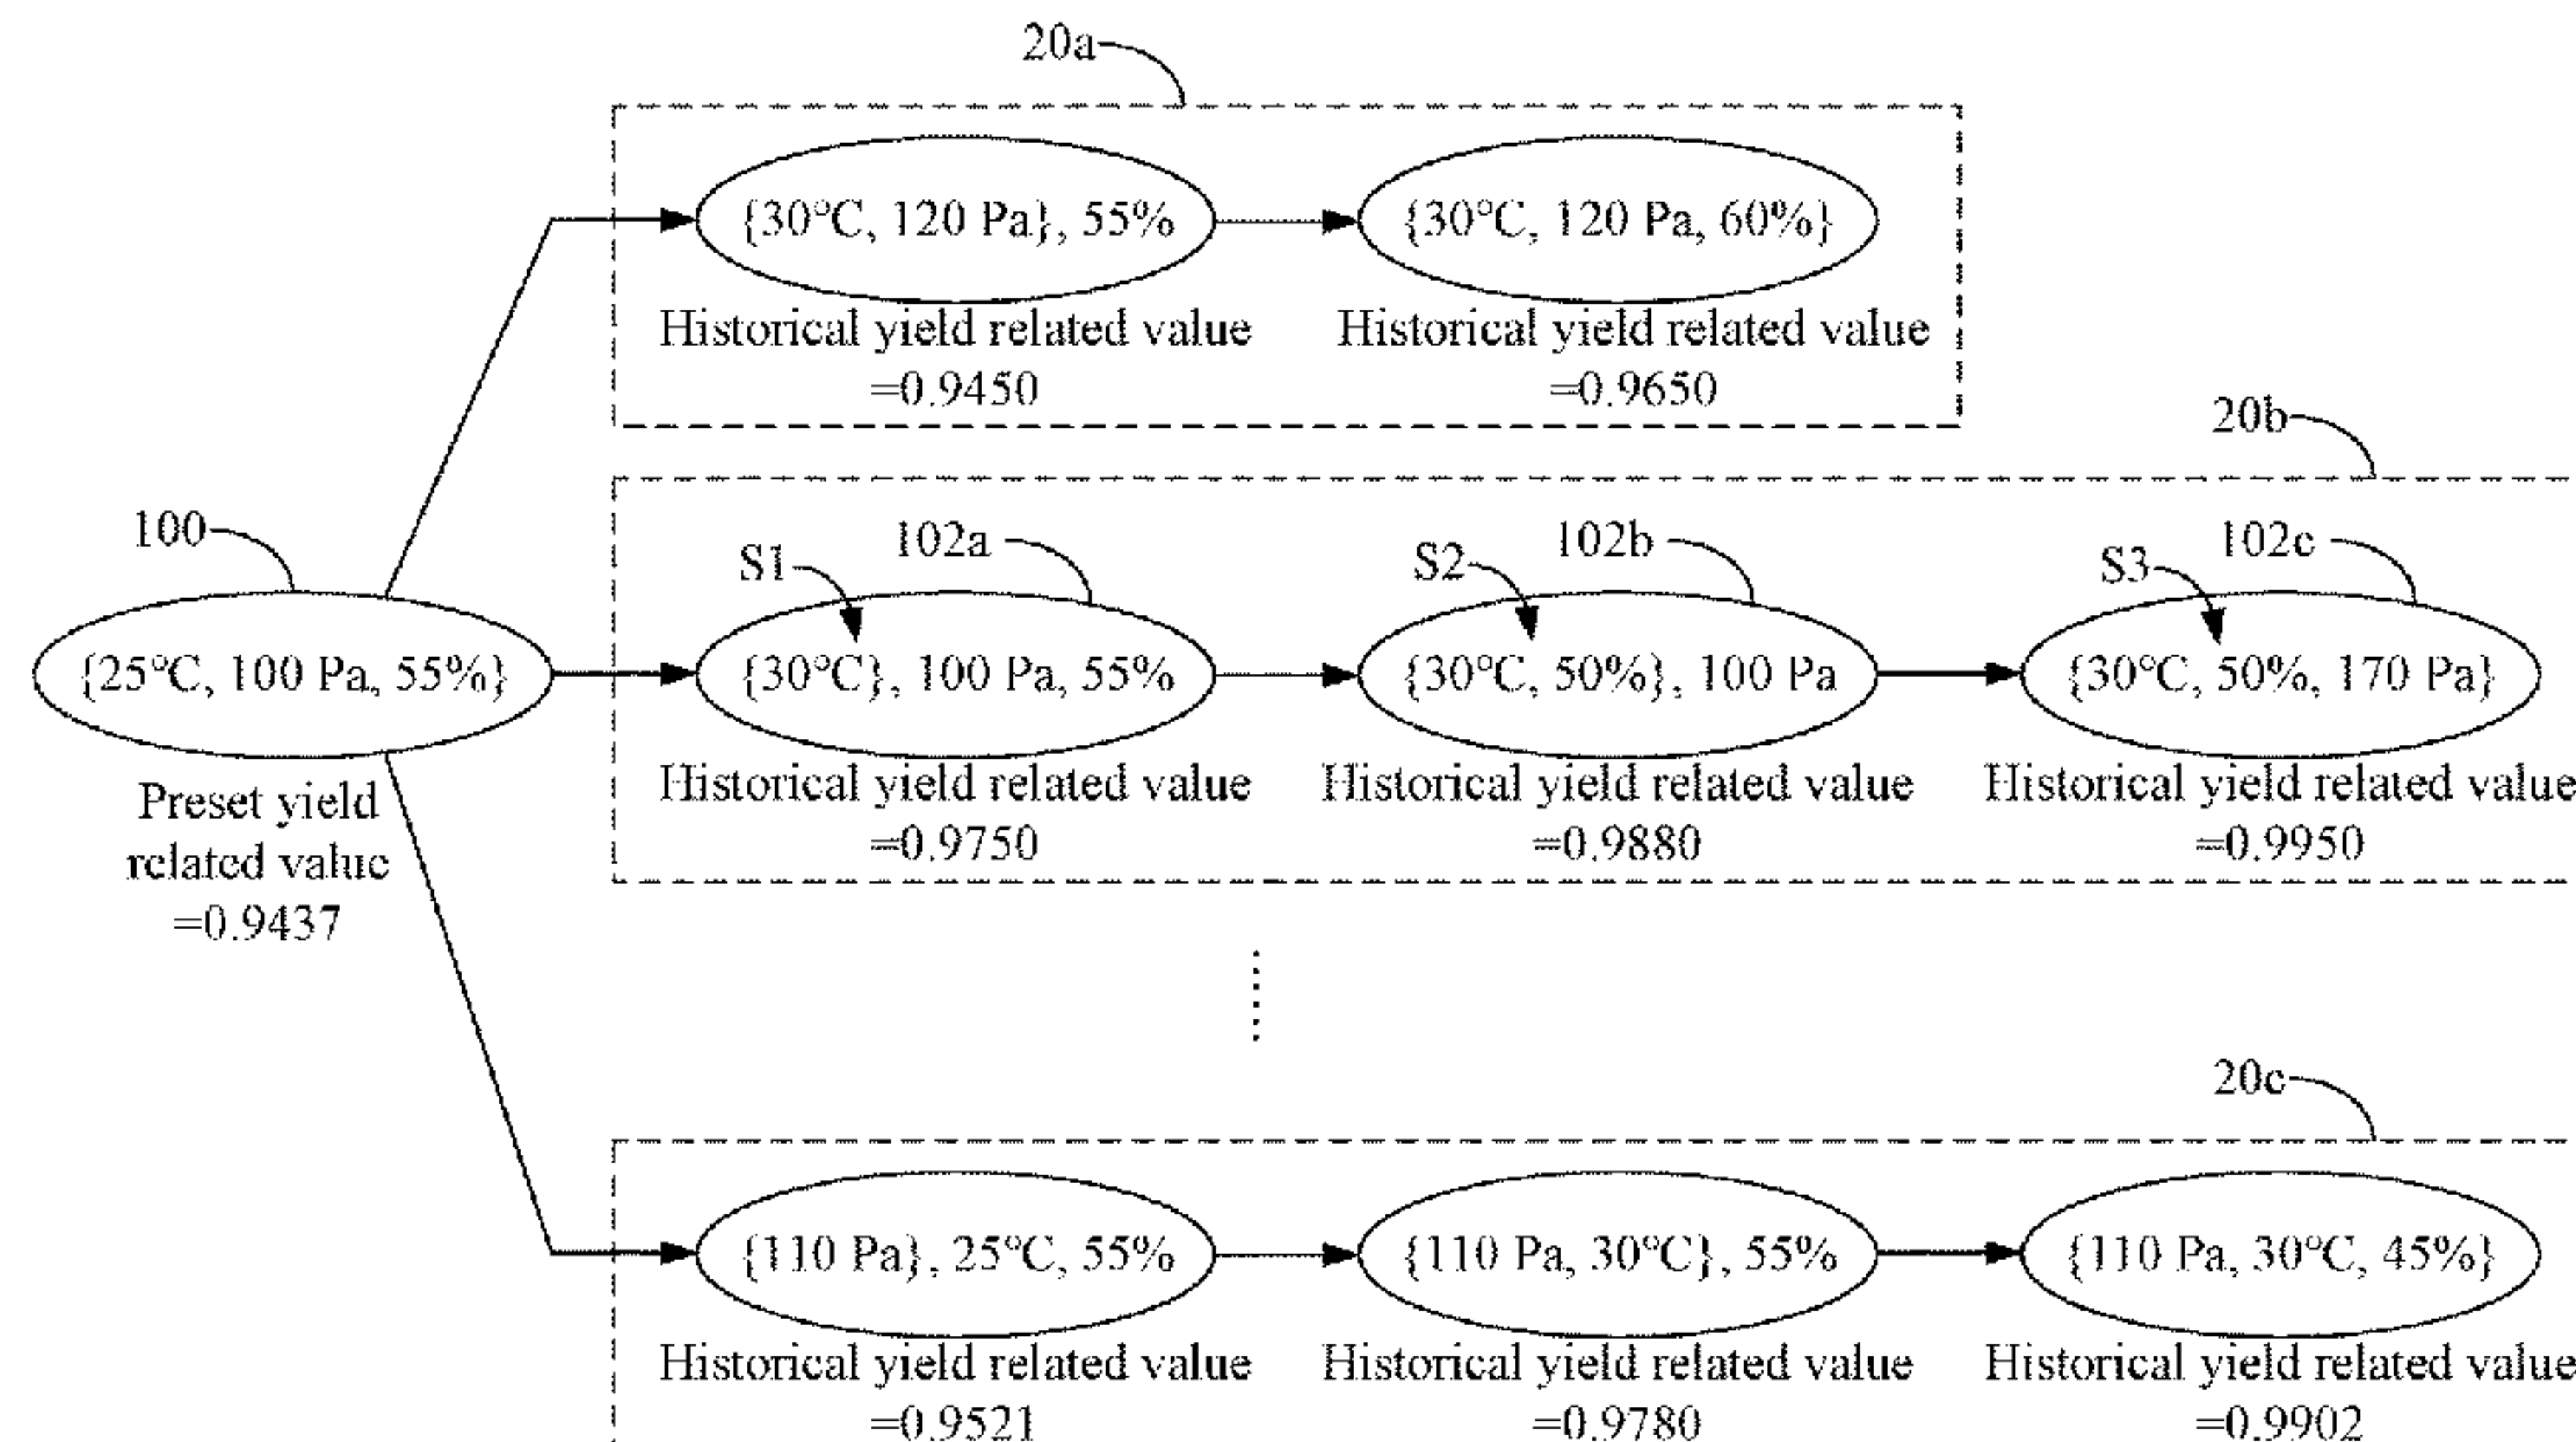 20a
{30°C, 120 Pa}, 55%
{30°C, 120 Pa, 60%}
Historical yield related value
=0.9450
Historical yield related value
=0.9650
20b
100
S1
102a
S2
102b
S3
102c
{25°C, 100 Pa, 55%}
{30°C}, 100 Pa, 55%
{30°C, 50%}, 100 Pa
{30°C, 50%, 170 Pa}
Preset yield
related value
=0.9437
Historical yield related value
=0.9750
Historical yield related value
=0.9880
Historical yield related value
=0.9950
20c
{110 Pa}, 25°C, 55%
{110 Pa, 30°C}, 55%
{110 Pa, 30°C, 45%}
Historical yield related value
=0.9521
Historical yield related value
=0.9780
Historical yield related value
=0.9902